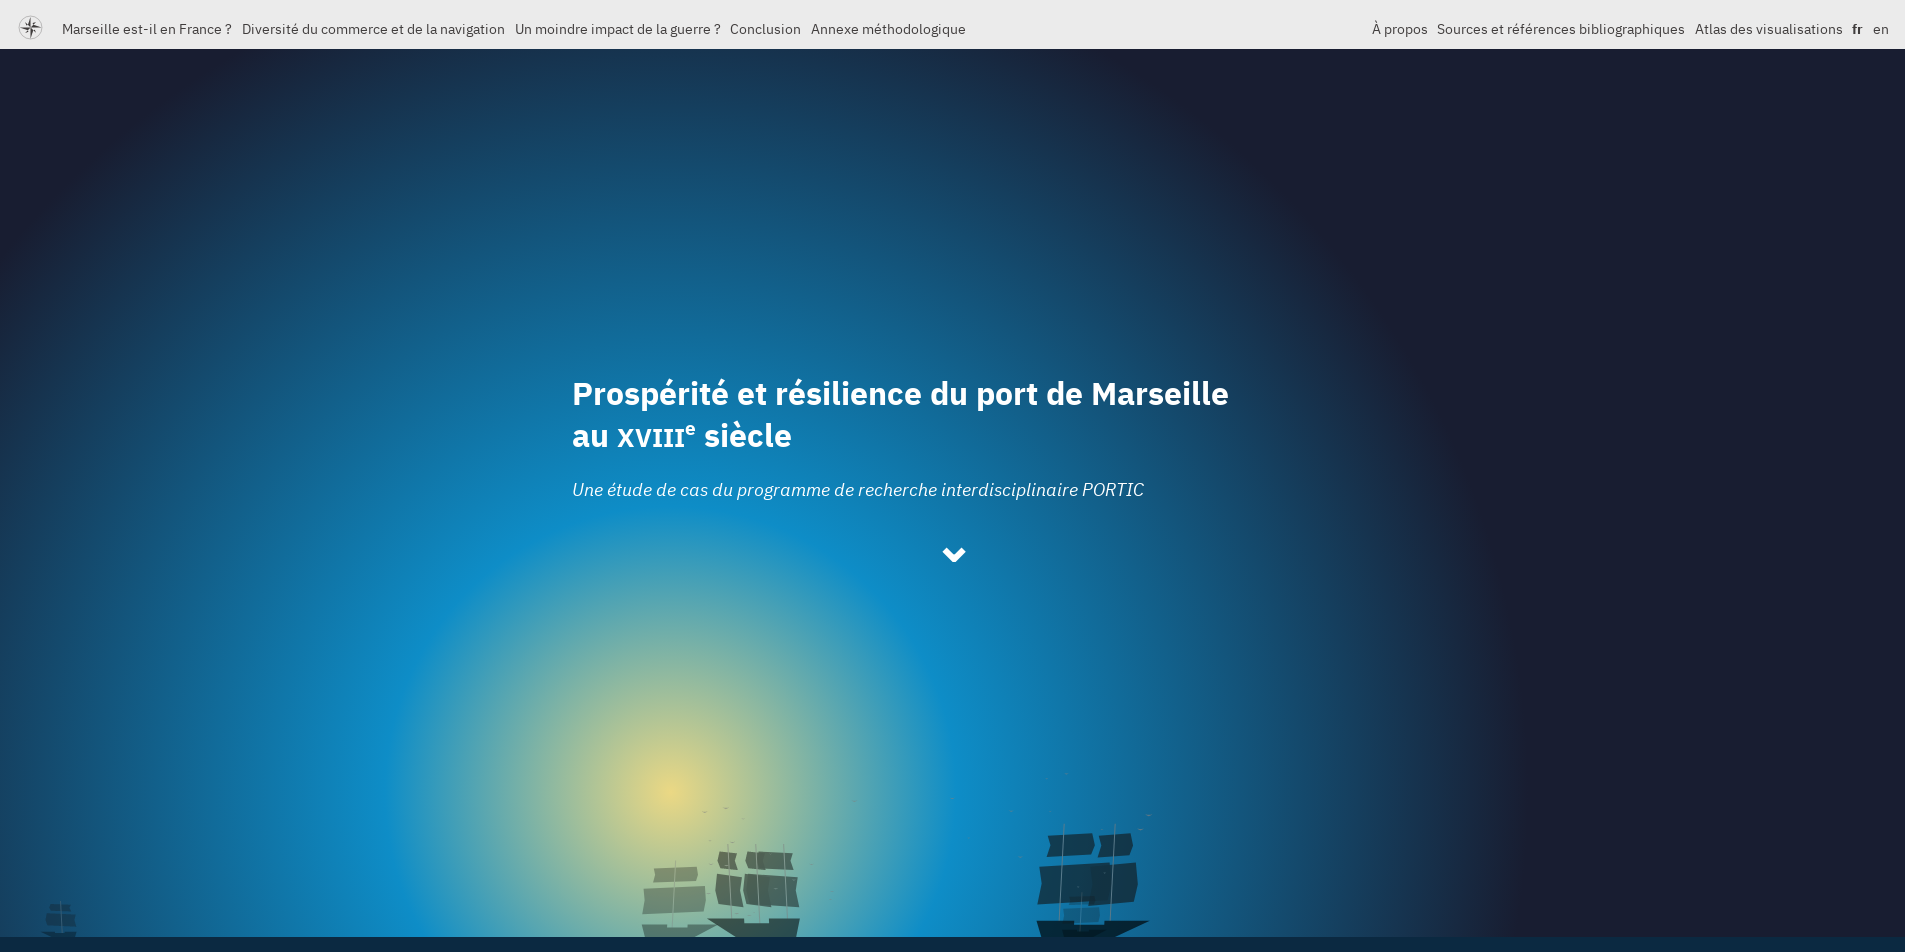 Marseille est-il en France ? Diversité du commerce et de la navigation Un moindre impact de la guerre ? Conclusion Annexe méthodologique À propos Sources et références bibliographiques Atlas des visualisations fr en
Prospérité et résilience du port de Marseille
au XVIIIe siècle
Une étude de cas du programme de recherche interdisciplinaire PORTIC